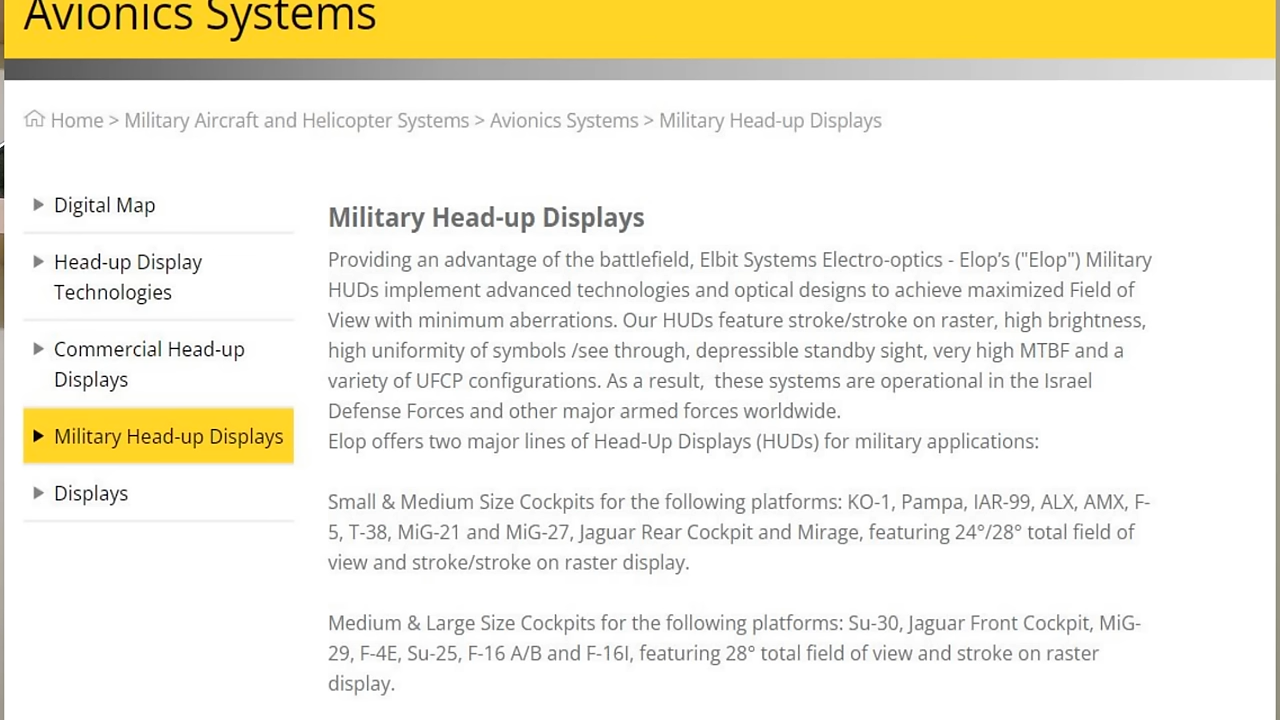 Avionics Systems
Home > Military Aircraft and Helicopter Systems > Avionics Systems > Military Head-up Displays
Digital Map
Head-up Display
Technologies
Commercial Head-up
Displays
Military Head-up Displays
Displays
Military Head-up Displays
Providing an advantage of the battlefield, Elbit Systems Electro-optics - Elop’s ("Elop") Military
HUDs implement advanced technologies and optical designs to achieve maximized Field of
View with minimum aberrations. Our HUDs feature stroke/stroke on raster, high brightness,
high uniformity of symbols /see through, depressible standby sight, very high MTBF and a
variety of UFCP configurations. As a result,  these systems are operational in the Israel
Defense Forces and other major armed forces worldwide.
Elop offers two major lines of Head-Up Displays (HUDs) for military applications:
Small & Medium Size Cockpits for the following platforms: KO-1, Pampa, IAR-99, ALX, AMX, F-
5, T-38, MiG-21 and MiG-27, Jaguar Rear Cockpit and Mirage, featuring 24°/28° total field of
view and stroke/stroke on raster display.
Medium & Large Size Cockpits for the following platforms: Su-30, Jaguar Front Cockpit, MiG-
29, F-4E, Su-25, F-16 A/B and F-16I, featuring 28° total field of view and stroke on raster
display.